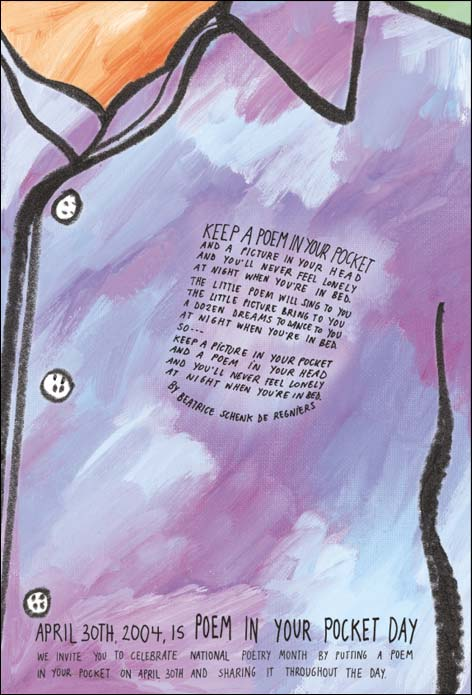 KEEP A POEM IN YOUR POCKET
AND A PICTURE IN YOUR HEAD
AND YOU'LL NEVER FEEL LONELY
AT NIGHT WHEN YOU'RE IN BED.
THE LITTLE POEM WILL SING TO YOU
THE LITTLE PICTURE BRING TO YOU
A DOZEN DREAMS TO DANCE TO YOU
AT NIGHT WHEN YOU'RE IN BED
SO---
KEEP A PICTURE IN YOUR POCKET
AND A POEM IN YOUR HEAD
AND YOU'LL NEVER FEEL LONELY
AT NIGHT WHEN YOU'RE IN BED.
BY BEATRICE SCHENK DE REGNIERS
APRIL 30TH, 2004, IS POEM IN YOUR POCKET DAY
WE INVITE YOU TO CELEBRATE NATIONAL POETRY MONTH BY PUTTING A POEM
IN YOUR POCKET ON APRIL 30TH AND SHARING IT THROUGHOUT THE DAY.